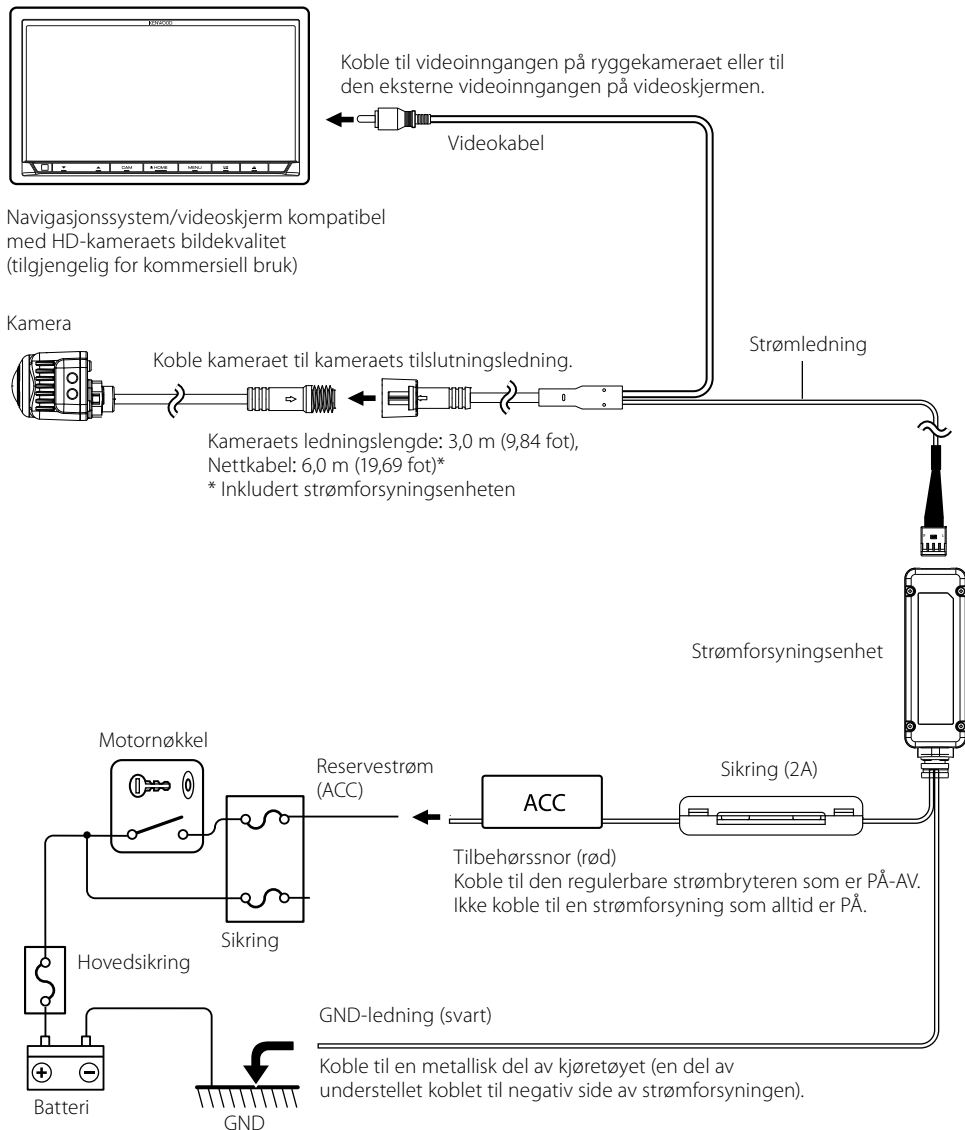 KENWOOD
CAM
HOME
MENU
Koble til videoinngangen på ryggekameraet eller til
den eksterne videoinngangen på videoskjermen.
Videokabel
Navigasjonssystem/videoskjerm kompatibel
med HD-kameraets bildekvalitet
(tilgjengelig for kommersiell bruk)
Kamera
Koble kameraet til kameraets tilslutningsledning.
Strømledning
Kameraets ledningslengde: 3,0 m (9,84 fot),
Nettkabel: 6,0 m (19,69 fot)*
* Inkludert strømforsyningsenheten
Strømforsyningsenhet
Motornøkkel
Reservestrøm
(ACC)
ACC
Sikring (2A)
Tilbehørssnor (rød)
Koble til den regulerbare strømbryteren som er PÅ-AV.
Ikke koble til en strømforsyning som alltid er PÅ.
Sikring
Hovedsikring
GND-ledning (svart)
Koble til en metallisk del av kjøretøyet (en del av
understellet koblet til negativ side av strømforsyningen).
Batteri
GND